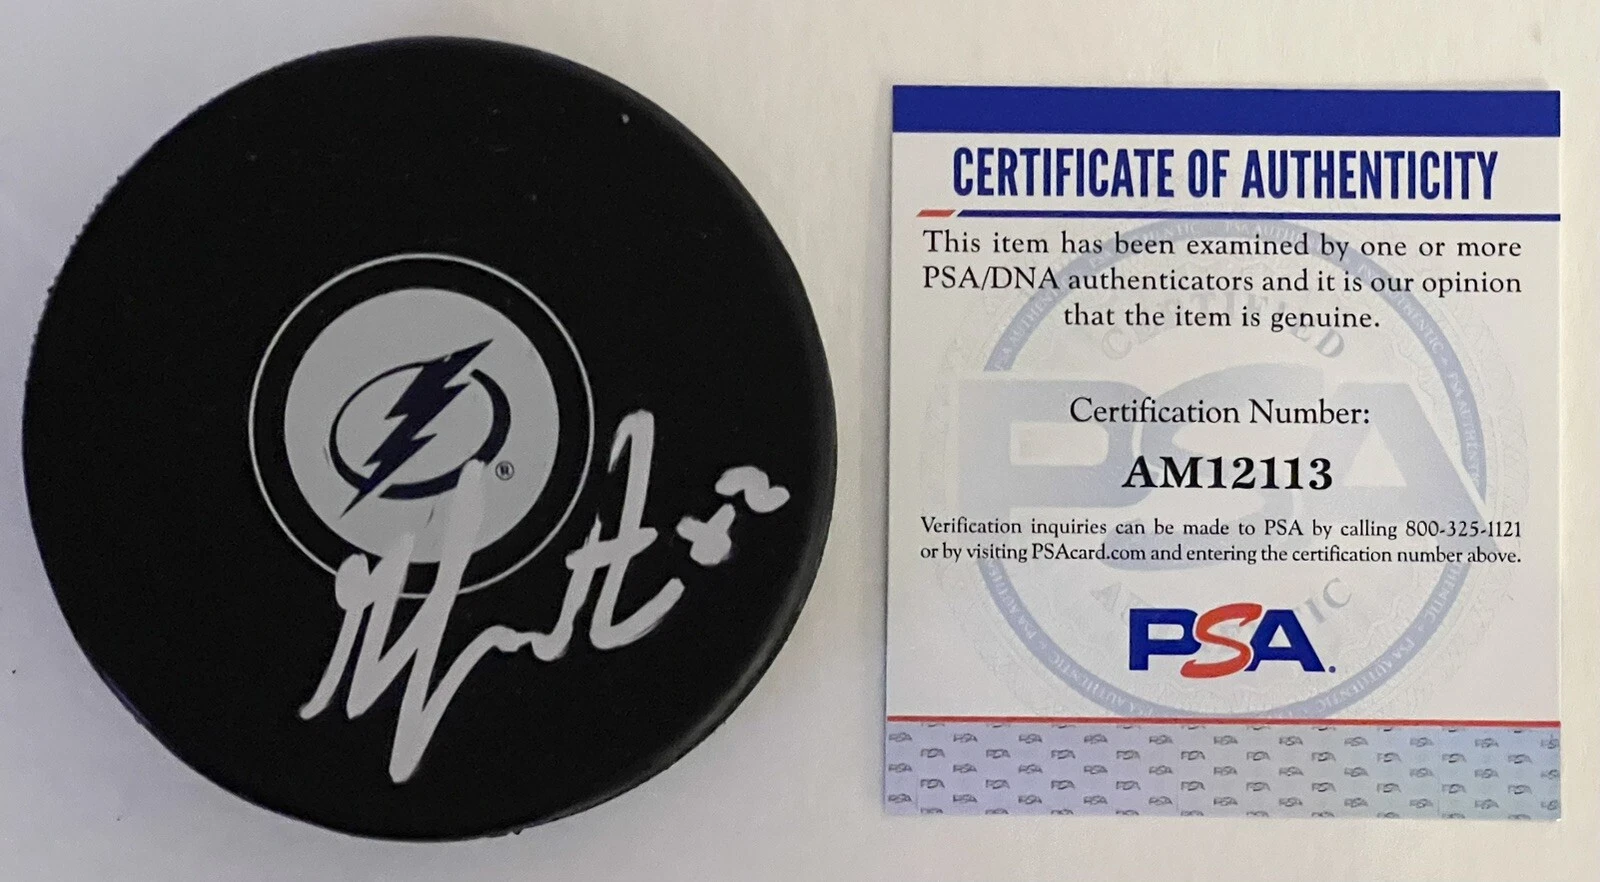 ®
CERTIFICATE OF AUTHENTICITY
This item has been examined by one or more
PSA/DNA authenticators and it is our opinion
that the item is genuine.
Certification Number:
AM12113
Verification inquiries can be made to PSA by calling 800-325-1121
or by visiting PSAcard.com and entering the certification number above.
PSA.